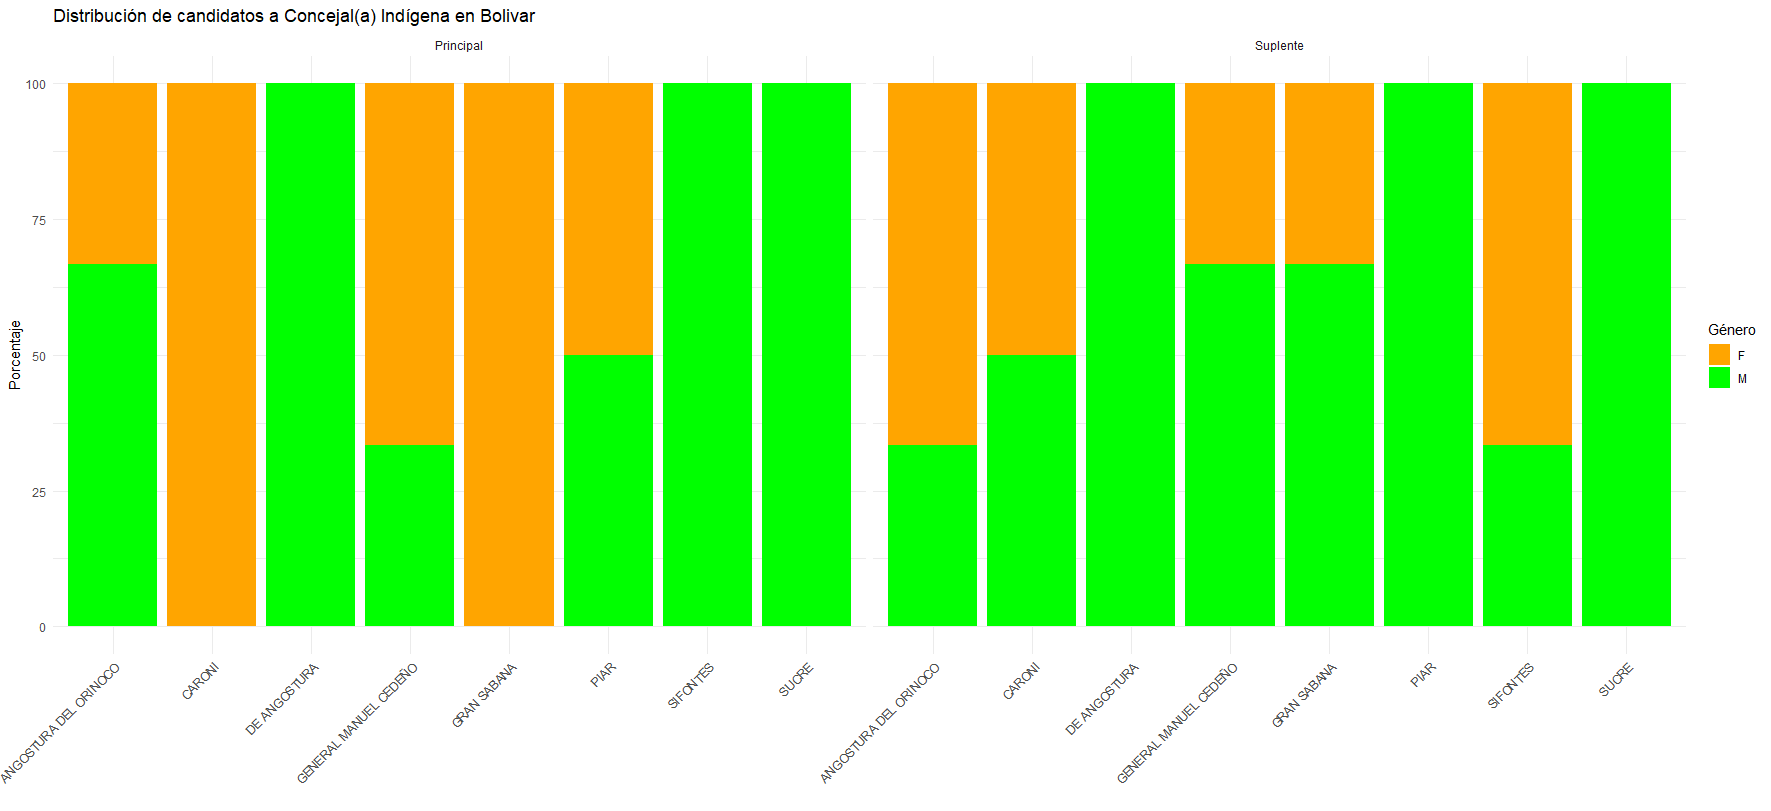 Distribución de candidatos a Concejal(a) Indígena en Bolivar
Principal
Suplente
Porcentaje
100
75
50
25
0
ANGOSTURA DEL ORINOCO
CARONI
DE ANGOSTURA
GENERAL MANUEL CEDEÑO
GRAN SABANA
PIAR
SIFONTES
SUCRE
ANGOSTURA DEL ORINOCO
CARONI
DE ANGOSTURA
GENERAL MANUEL CEDEÑO
GRAN SABANA
PIAR
SIFONTES
SUCRE
Género
F
M